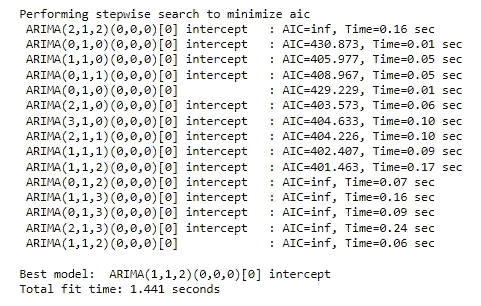 Performing stepwise search to minimize aic
ARIMA(2,1,2)(0,0,0)[0] intercept   : AIC=inf, Time=0.16 sec
ARIMA(0,1,0)(0,0,0)[0] intercept   : AIC=430.873, Time=0.01 sec
ARIMA(1,1,0)(0,0,0)[0] intercept   : AIC=405.977, Time=0.05 sec
ARIMA(0,1,1)(0,0,0)[0] intercept   : AIC=408.967, Time=0.05 sec
ARIMA(0,1,0)(0,0,0)[0]             : AIC=429.229, Time=0.01 sec
ARIMA(2,1,0)(0,0,0)[0] intercept   : AIC=403.573, Time=0.06 sec
ARIMA(3,1,0)(0,0,0)[0] intercept   : AIC=404.633, Time=0.10 sec
ARIMA(2,1,1)(0,0,0)[0] intercept   : AIC=404.226, Time=0.10 sec
ARIMA(1,1,1)(0,0,0)[0] intercept   : AIC=402.407, Time=0.09 sec
ARIMA(1,1,2)(0,0,0)[0] intercept   : AIC=401.463, Time=0.17 sec
ARIMA(0,1,2)(0,0,0)[0] intercept   : AIC=inf, Time=0.07 sec
ARIMA(1,1,3)(0,0,0)[0] intercept   : AIC=inf, Time=0.16 sec
ARIMA(0,1,3)(0,0,0)[0] intercept   : AIC=inf, Time=0.09 sec
ARIMA(2,1,3)(0,0,0)[0] intercept   : AIC=inf, Time=0.24 sec
ARIMA(1,1,2)(0,0,0)[0]             : AIC=inf, Time=0.06 sec
Best model:  ARIMA(1,1,2)(0,0,0)[0] intercept
Total fit time: 1.441 seconds